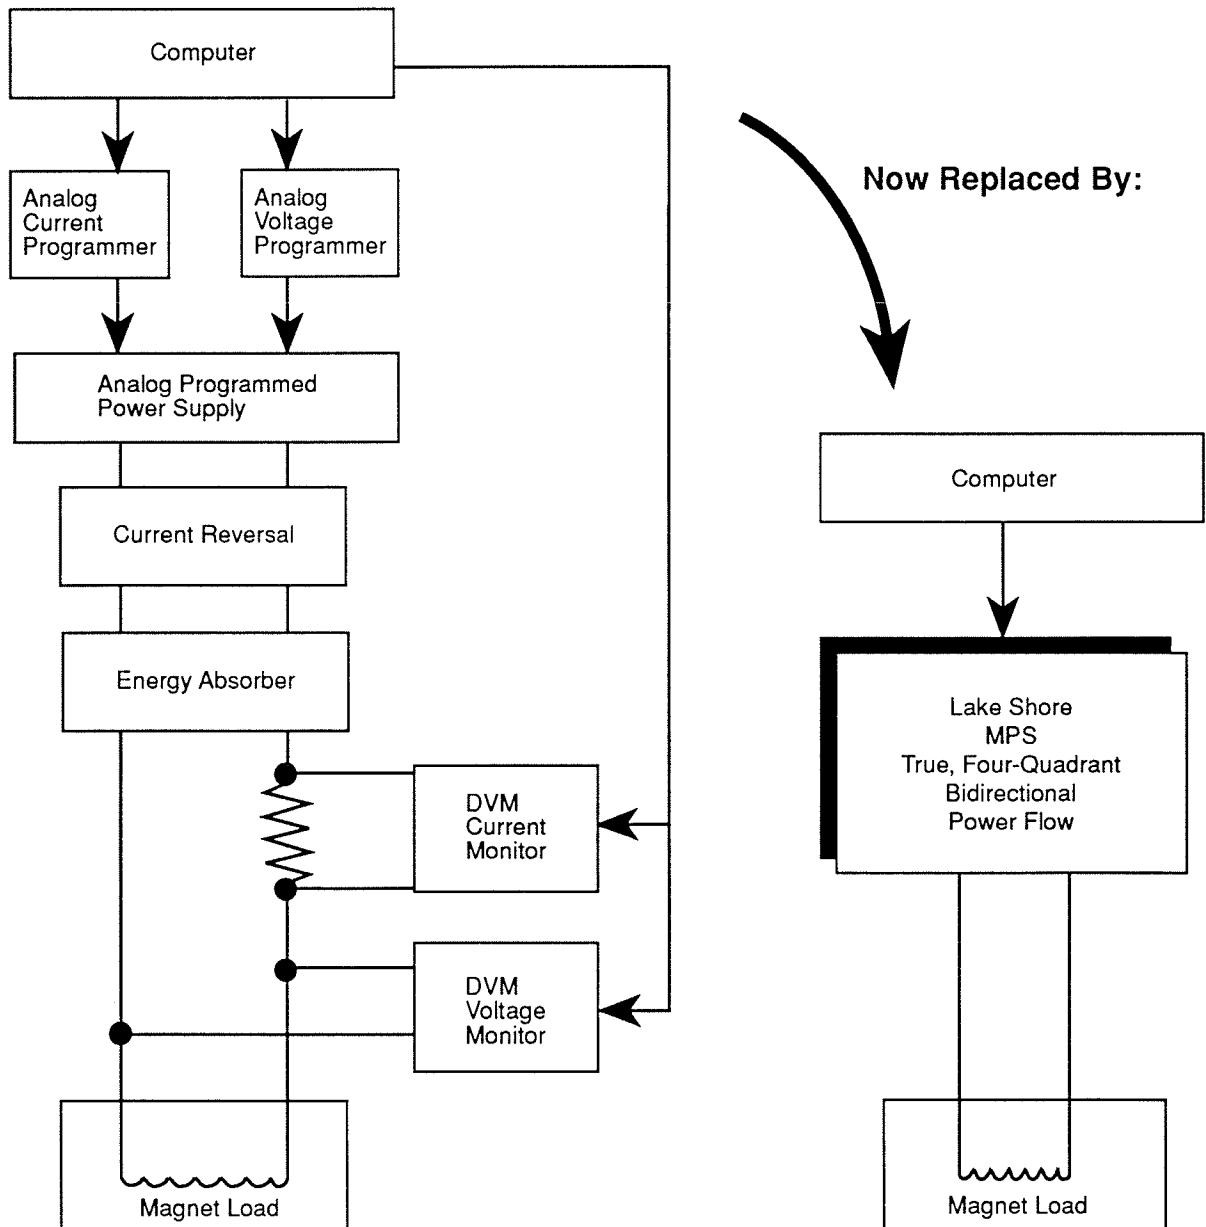 Computer
Analog
Current
Programmer
Analog
Voltage
Programmer
Analog Programmed
Power Supply
Current Reversal
Energy Absorber
DVM
Current
Monitor
DVM
Voltage
Monitor
Magnet Load
Now Replaced By:
Computer
Lake Shore
MPS
True, Four-Quadrant
Bidirectional
Power Flow
Magnet Load